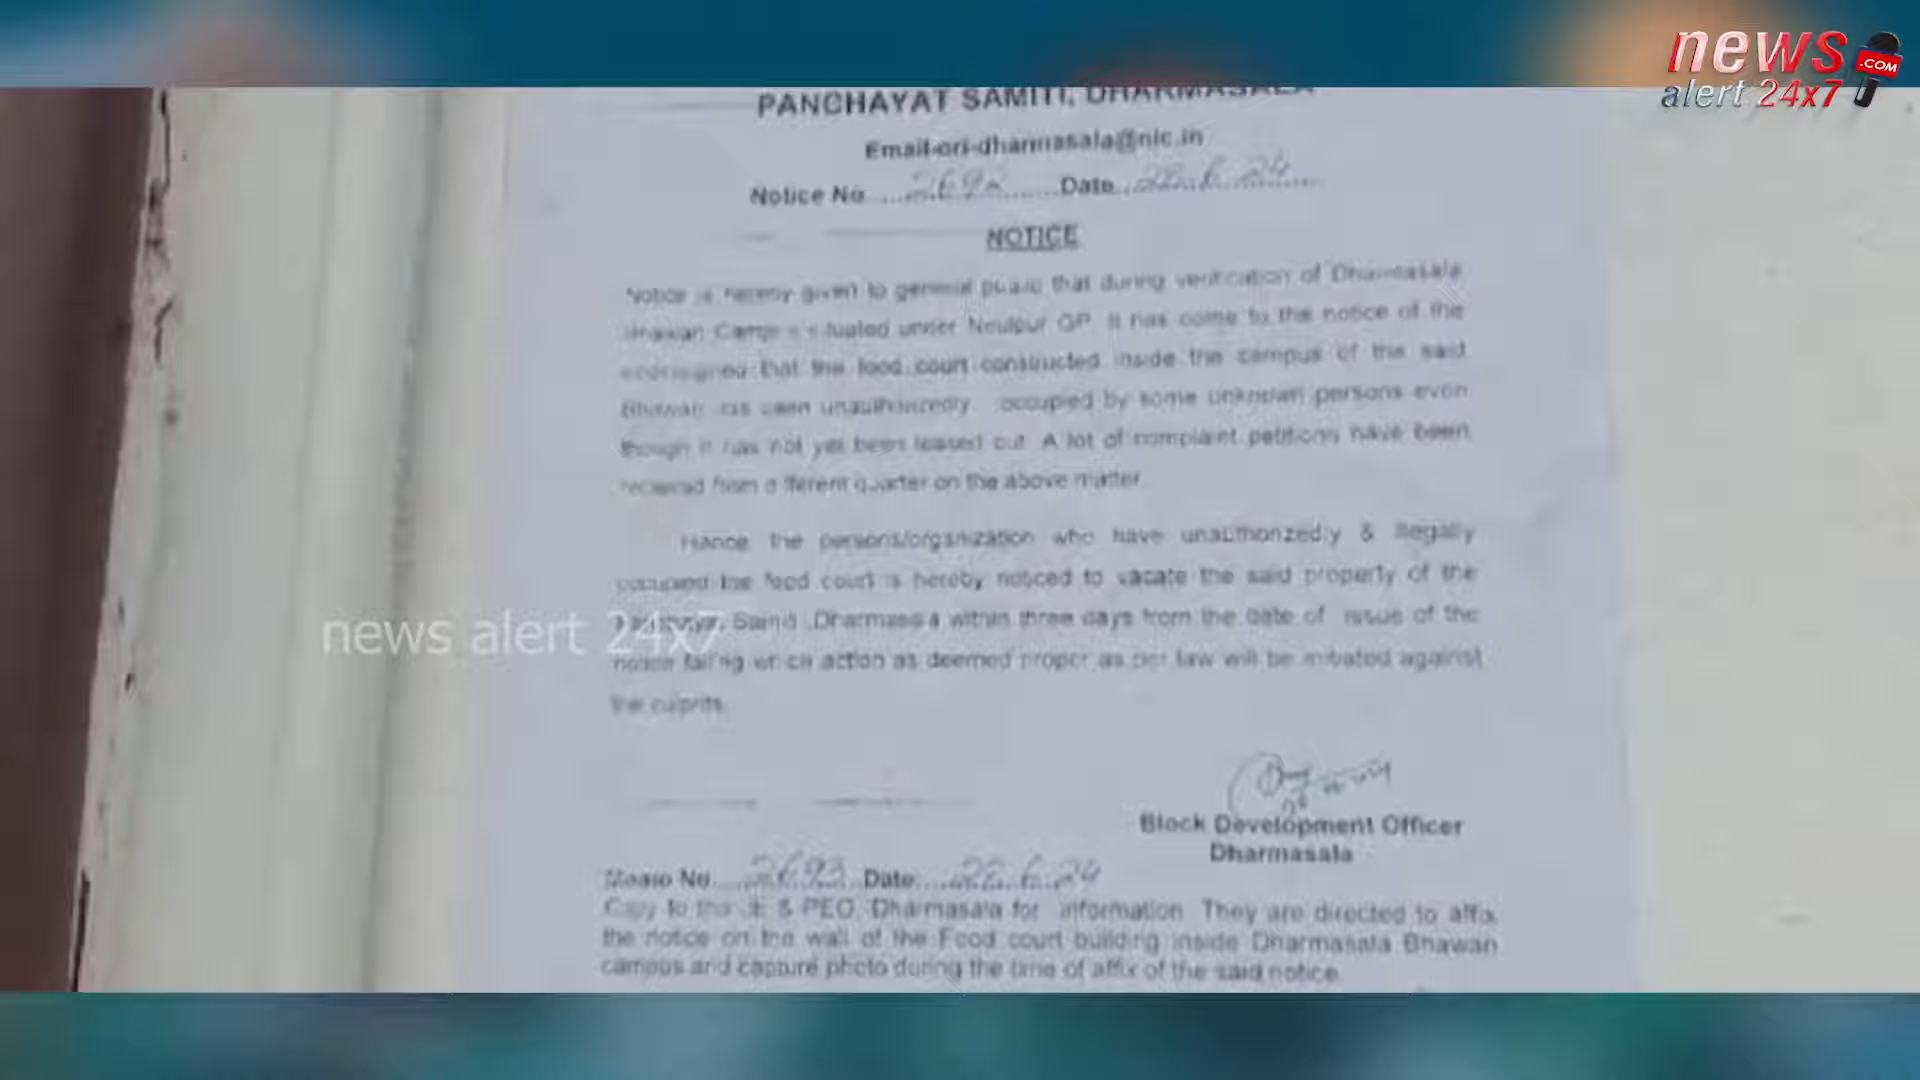 news
.COM
alert 24x7
PANCHAYAT SAMITI, DHARMASALA
Email-ori-dharmasala@nic.in
Notice No......2692.......Date...22.6.24......
NOTICE
Notice is hereby given to general public that during verification of Dharmasala
Bhawan Campus situated under Neulpur GP. It has come to the notice of the
undersigned that the food court constructed inside the campus of the said
Bhawan has been unauthorizedly occupied by some unknown persons even
though it has not yet been leased out. A lot of complaint petitions have been
received from different quarter on the above matter.
Hence, the persons/organization who have unauthorizedly & illegally
occupied the food court is hereby noticed to vacate the said property of the
Panchayat Samiti ,Dharmasala within three days from the date of issue of the
news alert 24x7
notice failing which action as deemed proper as per law will be initiated against
the culprits.
Block Development Officer
Dharmasala
Memo No.....2693..Date.....22.6.24
Copy to the & PEO, Dharmasala for information. They are directed to affix
the notice on the wall of the Food court building inside Dharmasala Bhawan
campus and capture photo during the time of affix of the said notice.